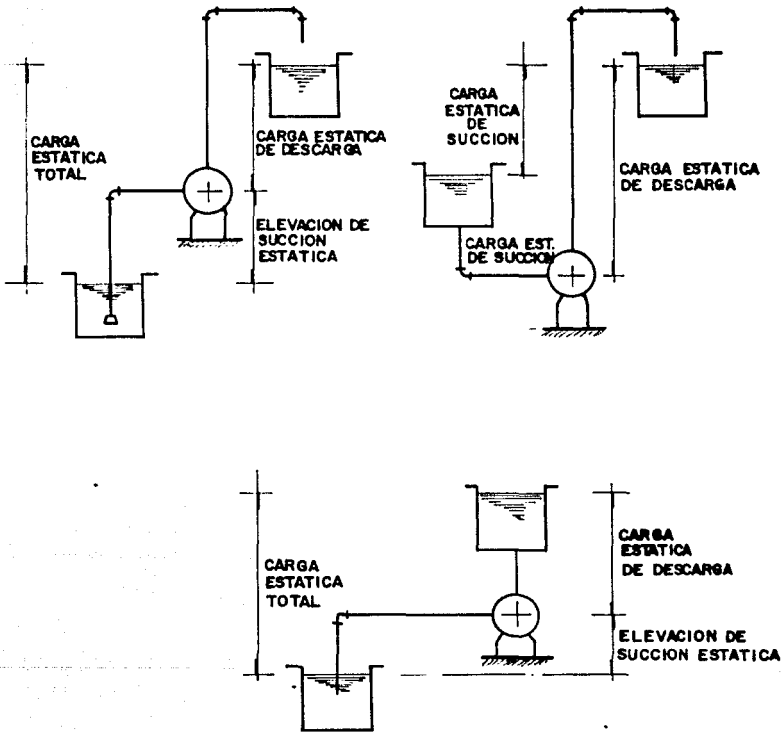 CARGA
ESTATICA
TOTAL
CARGA ESTATICA
DE DESCARGA
ELEVACION DE
SUCCION
ESTATICA
CARGA
ESTATICA
DE
SUCCION
CARGA ESTATICA
DE DESCARGA
CARGA EST.
DE SUCCION
CARGA
ESTATICA
TOTAL
CARGA
ESTATICA
DE DESCARGA
ELEVACION DE
SUCCION ESTATICA